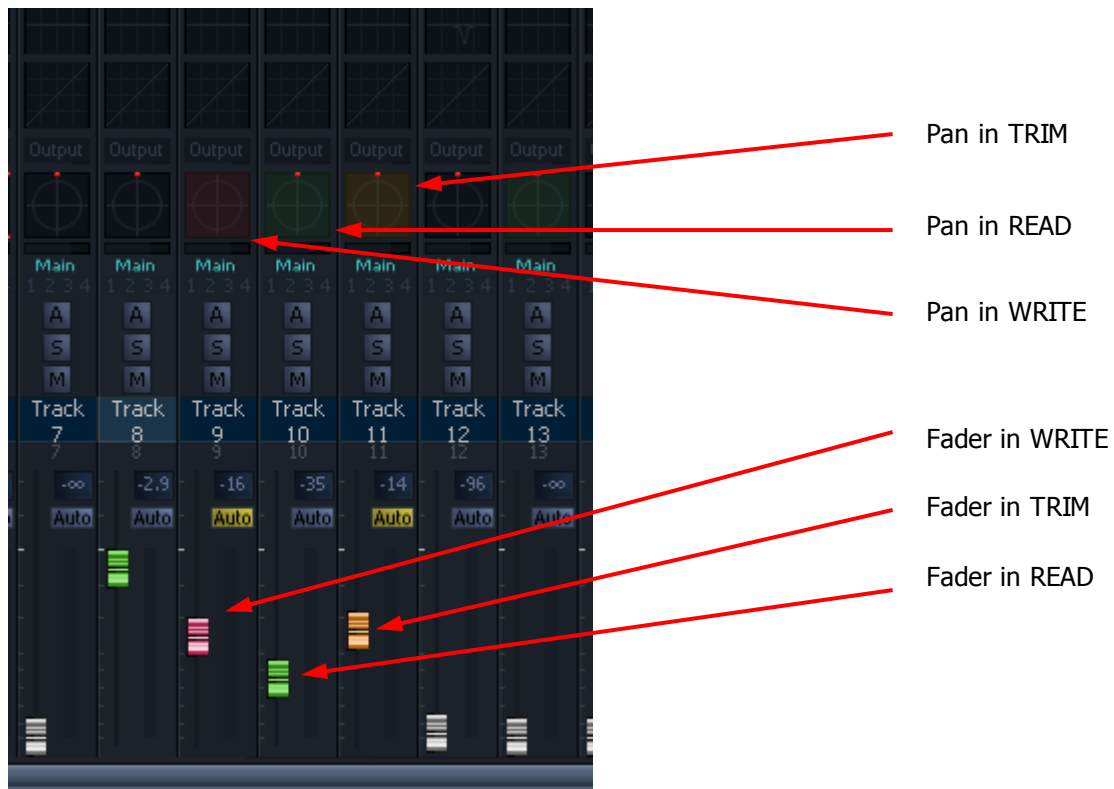 Output Output Output Output Output Output Output
Pan in TRIM
Pan in READ
Main Main Main Main Main Main Main
1 2 3 4 1 2 3 4 1 2 3 4 1 2 3 4 1 2 3 4 1 2 3 4 1 2 3 4
Pan in WRITE
A A A A A A A
S S S S S S S
M M M M M M M
Track Track Track Track Track Track Track
7 8 9 10 11 12 13
7 8 9 10 11 12 13
Fader in WRITE
-∞ -2.9 -16 -35 -14 -96 -∞
Fader in TRIM
Auto Auto Auto Auto Auto Auto Auto
Fader in READ